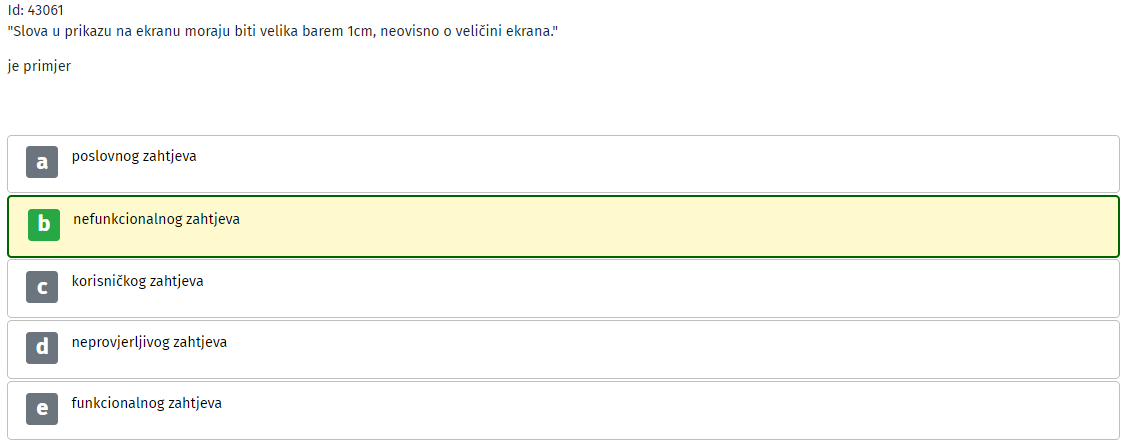 Id: 43061
"Slova u prikazu na ekranu moraju biti velika barem 1cm, neovisno o veličini ekrana."
je primjer
a poslovnog zahtjeva
b nefunkcionalnog zahtjeva
c korisničkog zahtjeva
d neprovjerljivog zahtjeva
e funkcionalnog zahtjeva